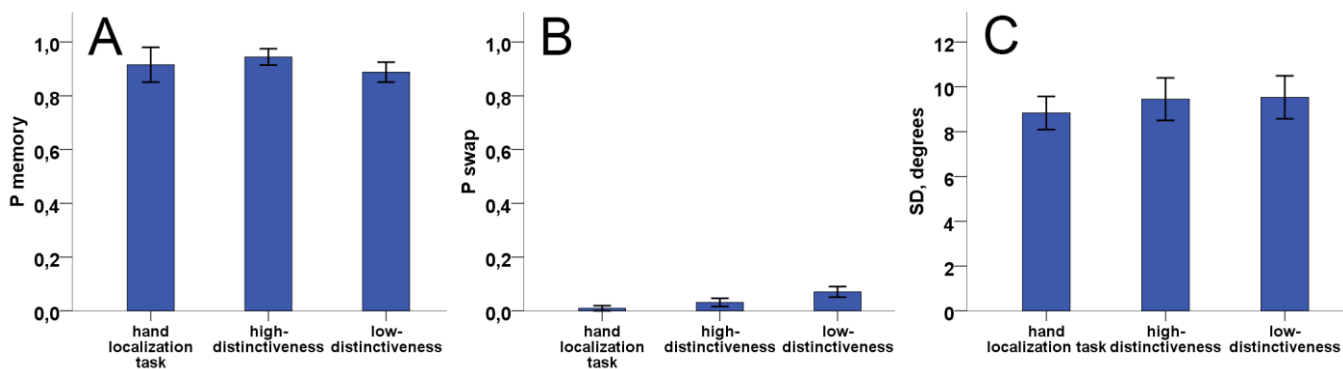 A
P memory
1,0
0,8
0,6
0,4
0,2
0,0
hand
localization
task
high-
distinctiveness
low-
distinctiveness
B
P swap
1,0
0,8
0,6
0,4
0,2
0,0
hand
localization
task
high-
distinctiveness
low-
distinctiveness
C
SD, degrees
12
10
8
6
4
2
0
hand
localization task
high-
distinctiveness
low-
distinctiveness